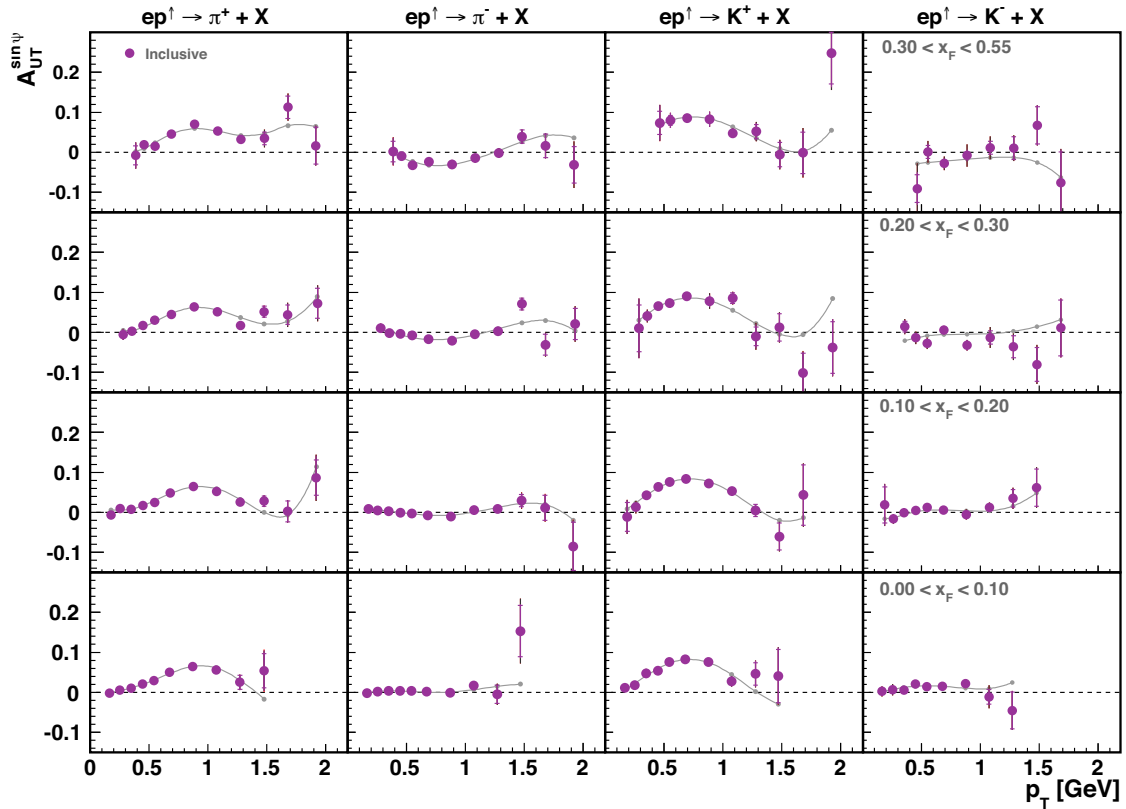 ep↑ → π⁺ + X ep↑ → π⁻ + X ep↑ → K⁺ + X ep↑ → K⁻ + X
A_UT^sin ψ
Inclusive
0.30 < x_F < 0.55
0.2
0.1
0
-0.1
0.20 < x_F < 0.30
0.2
0.1
0
-0.1
0.10 < x_F < 0.20
0.2
0.1
0
-0.1
0.00 < x_F < 0.10
0.2
0.1
0
-0.1
0 0.5 1 1.5 2 0.5 1 1.5 2 0.5 1 1.5 2 0.5 1 1.5 2
p_T [GeV]